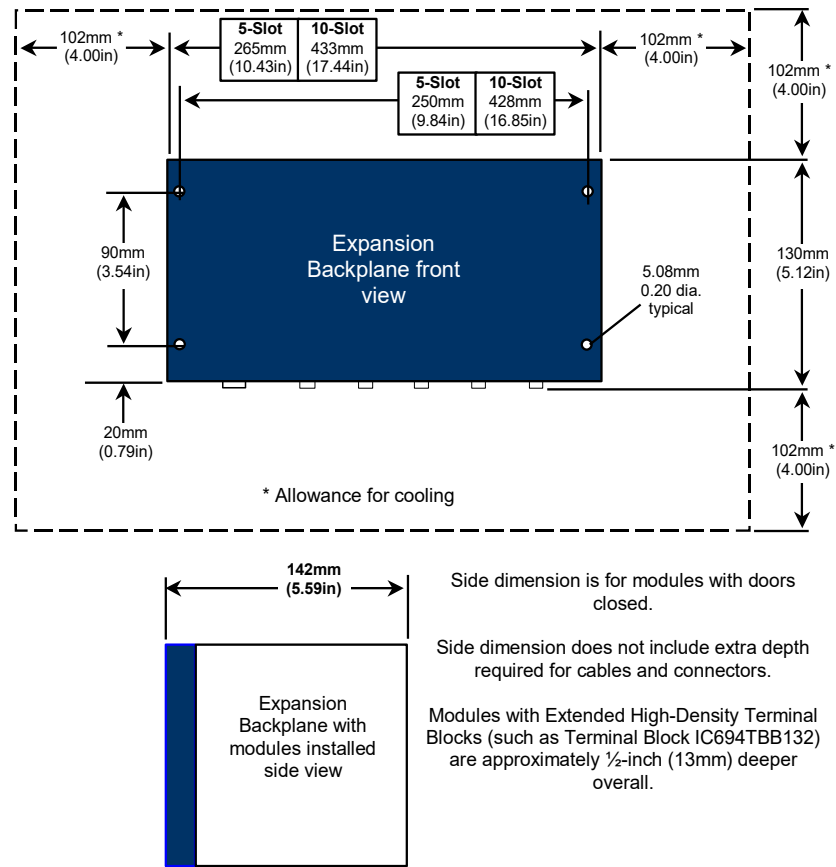 102mm *
(4.00in)
5-Slot
265mm
(10.43in)
10-Slot
433mm
(17.44in)
102mm *
(4.00in)
102mm *
(4.00in)
5-Slot
250mm
(9.84in)
10-Slot
428mm
(16.85in)
90mm
(3.54in)
Expansion
Backplane front
view
5.08mm
0.20 dia.
typical
130mm
(5.12in)
20mm
(0.79in)
102mm *
(4.00in)
* Allowance for cooling
142mm
(5.59in)
Expansion
Backplane with
modules installed
side view
Side dimension is for modules with doors
closed.
Side dimension does not include extra depth
required for cables and connectors.
Modules with Extended High-Density Terminal
Blocks (such as Terminal Block IC694TBB132)
are approximately ½-inch (13mm) deeper
overall.